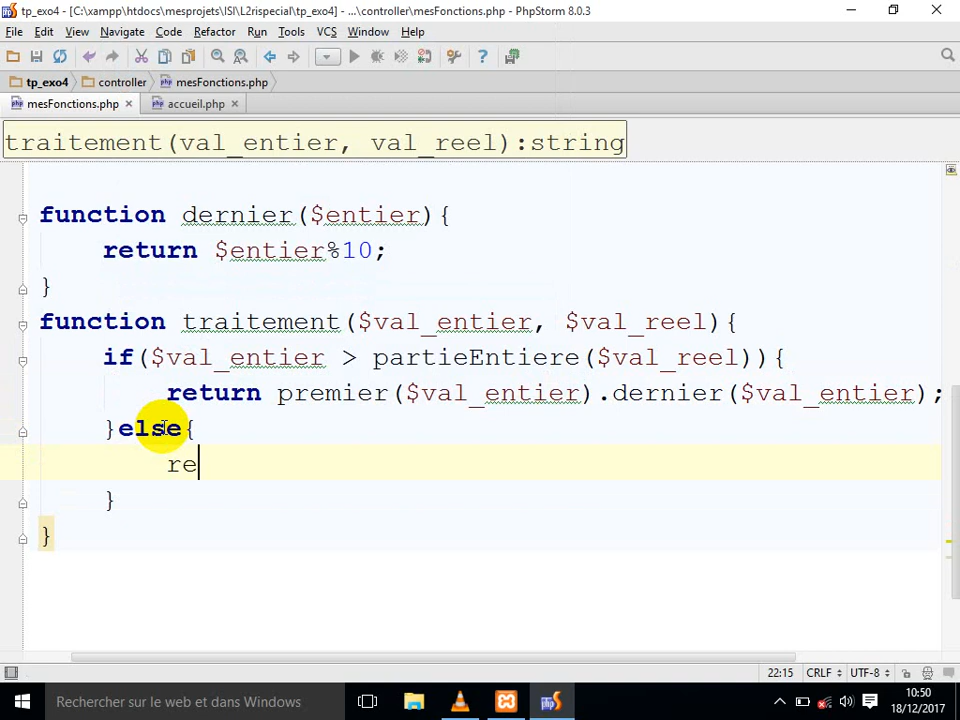 tp_exo4 - [C:\xampp\htdocs\mesprojets\ISI\L2rispecial\tp_exo4] - ...\controller\mesFonctions.php - PhpStorm 8.0.3
File Edit View Navigate Code Refactor Run Tools VCS Window Help
tp_exo4 controller mesFonctions.php
mesFonctions.php accueil.php
traitement(val_entier, val_reel):string
function dernier($entier){
return $entier%10;
}
function traitement($val_entier, $val_reel){
if($val_entier > partieEntiere($val_reel)){
return premier($val_entier).dernier($val_entier);
}else{
re
}
}
22:15 CRLF UTF-8
Rechercher sur le web et dans Windows
10:50
18/12/2017